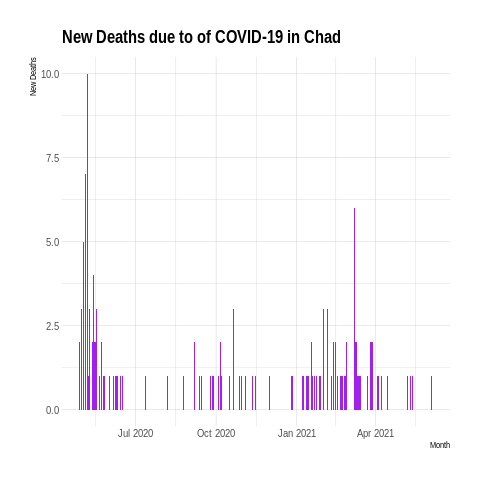 New Deaths due to of COVID-19 in Chad
New Deaths
10.0
7.5
5.0
2.5
0.0
Jul 2020 Oct 2020 Jan 2021 Apr 2021
Month